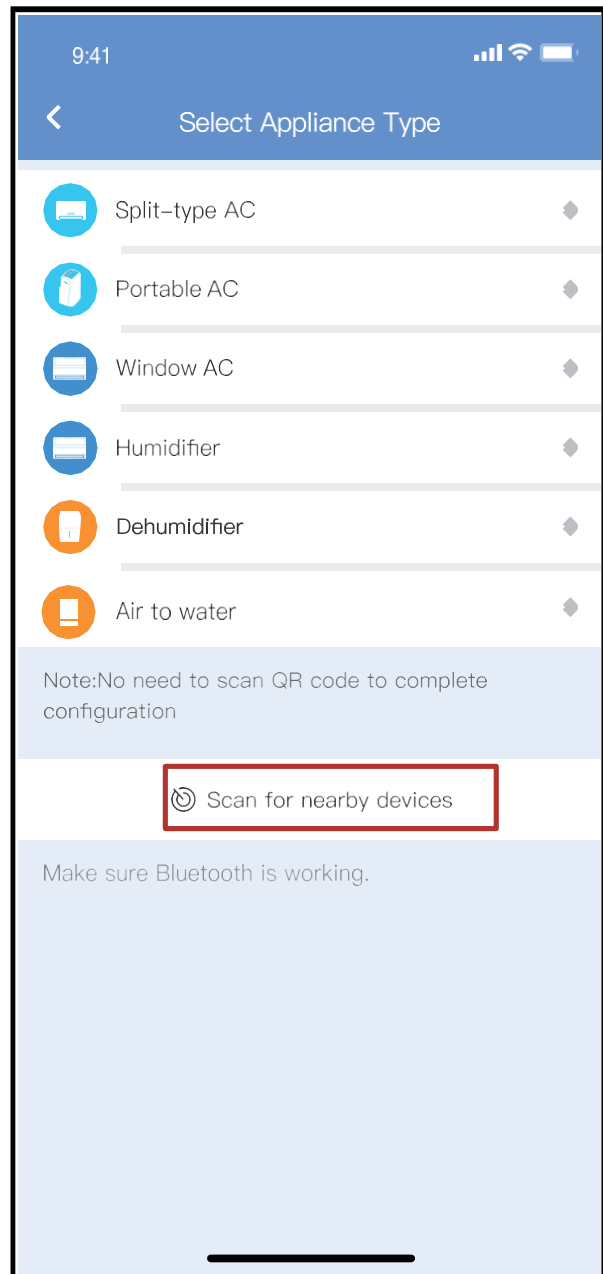 9:41
Select Appliance Type
Split-type AC
Portable AC
Window AC
Humidifier
Dehumidifier
Air to water
Note:No need to scan QR code to complete
configuration
Scan for nearby devices
Make sure Bluetooth is working.